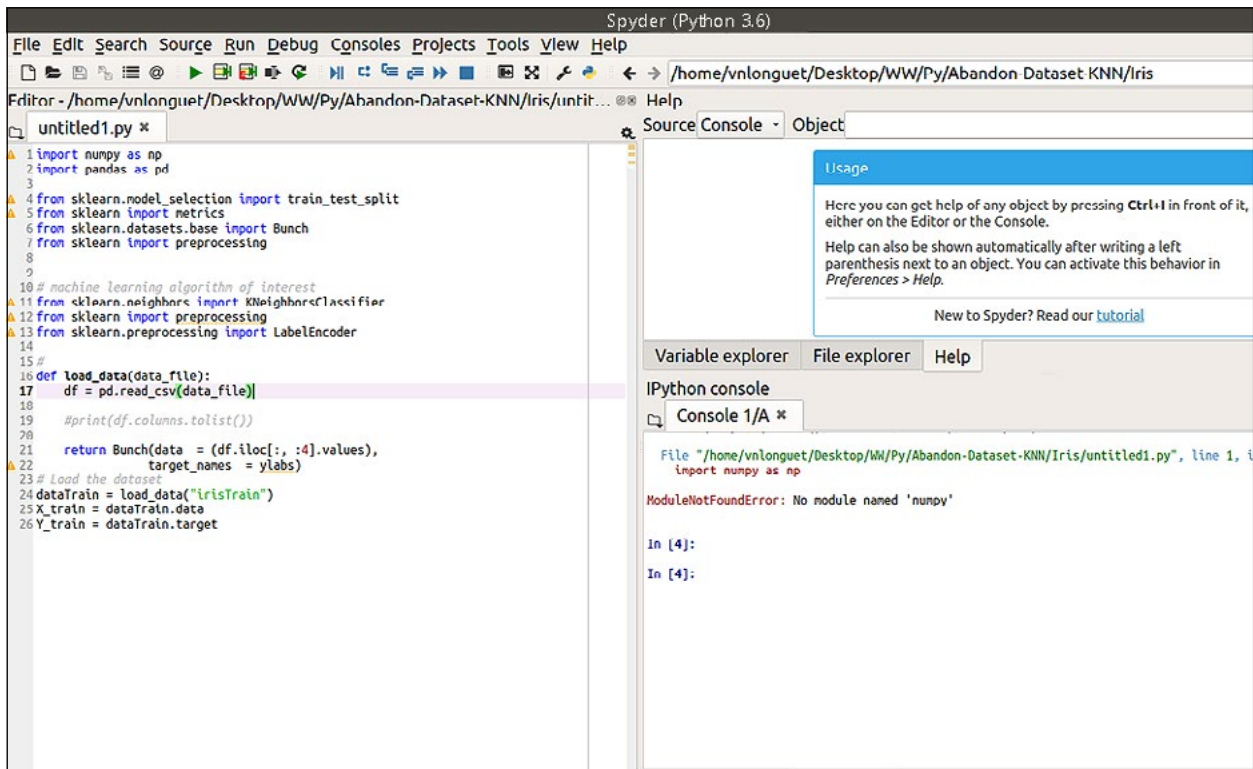 Spyder (Python 3.6)
File Edit Search Source Run Debug Consoles Projects Tools View Help
/home/vnlonguet/Desktop/WW/Py/Abandon-Dataset-KNN/Iris
Editor - /home/vnlonguet/Desktop/WW/Py/Abandon-Dataset-KNN/Iris/untit...
untitled1.py
1 import numpy as np
2 import pandas as pd
3
4 from sklearn.model_selection import train_test_split
5 from sklearn import metrics
6 from sklearn.datasets.base import Bunch
7 from sklearn import preprocessing
8
9
10 # machine learning algorithm of interest
11 from sklearn.neighbors import KNeighborsClassifier
12 from sklearn import preprocessing
13 from sklearn.preprocessing import LabelEncoder
14
15 #
16 def load_data(data_file):
17     df = pd.read_csv(data_file)
18
19     #print(df.columns.tolist())
20
21     return Bunch(data  = (df.iloc[:, :4].values),
22                  target_names  = ylabs)
23 # Load the dataset
24 dataTrain = load_data("irisTrain")
25 X_train = dataTrain.data
26 Y_train = dataTrain.target
Help
Source Console Object
Usage
Here you can get help of any object by pressing Ctrl+I in front of it,
either on the Editor or the Console.
Help can also be shown automatically after writing a left
parenthesis next to an object. You can activate this behavior in
Preferences > Help.
New to Spyder? Read our tutorial
Variable explorer File explorer Help
IPython console
Console 1/A
File "/home/vnlonguet/Desktop/WW/Py/Abandon-Dataset-KNN/Iris/untitled1.py", line 1, i
import numpy as np
ModuleNotFoundError: No module named 'numpy'
In [4]:
In [4]: